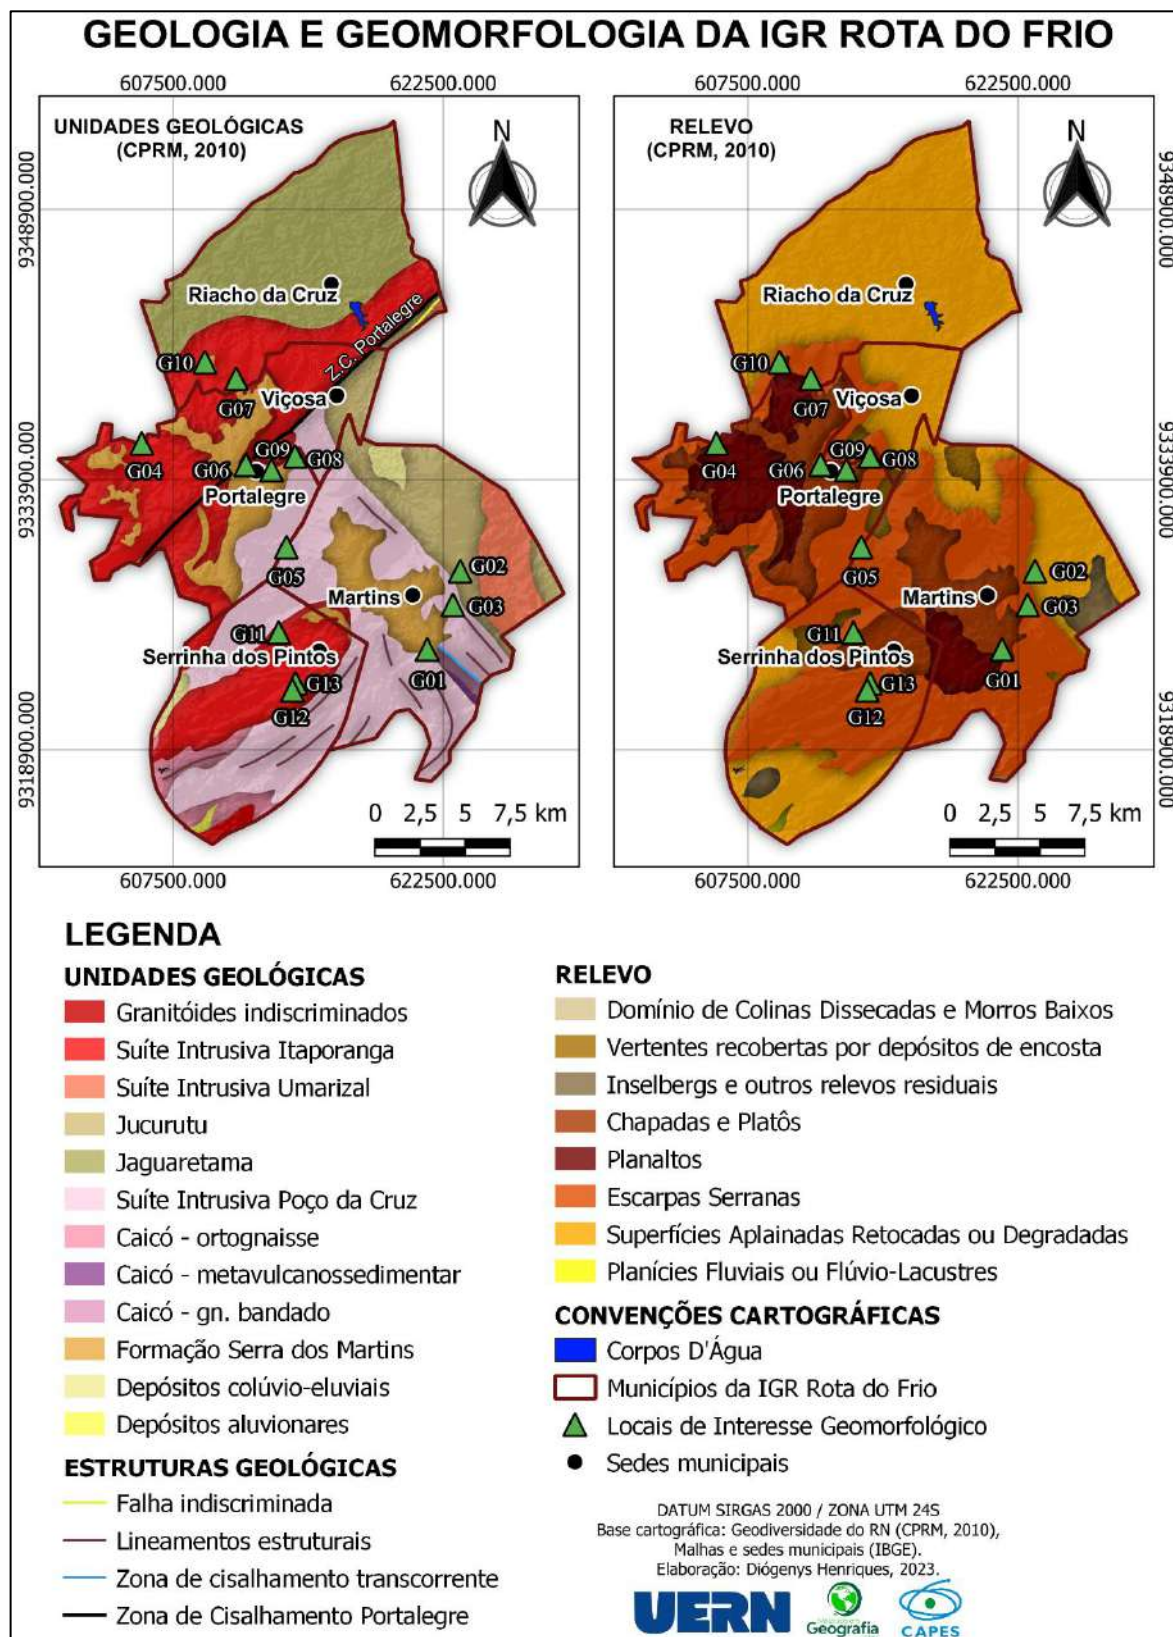 GEOLOGIA E GEOMORFOLOGIA DA IGR ROTA DO FRIO
607500.000
622500.000
607500.000
622500.000
UNIDADES GEOLÓGICAS
(CPRM, 2010)
N
9348900.000
Riacho da Cruz
Z.C. Portalegre
G10
G07
Viçosa
G09
G04
G06
G08
Portalegre
9333900.000
G05
G02
Martins
G03
G11
Serrinha dos Pintos
G01
G13
G12
9318900.000
0 2,5 5 7,5 km
607500.000
622500.000
RELEVO
(CPRM, 2010)
N
9348900.000
Riacho da Cruz
G10
G07
Viçosa
G09
G04
G06
G08
Portalegre
9333900.000
G05
G02
Martins
G03
G11
Serrinha dos Pintos
G01
G13
G12
9318900.000
0 2,5 5 7,5 km
607500.000
622500.000
LEGENDA
UNIDADES GEOLÓGICAS
Granitóides indiscriminados
Suíte Intrusiva Itaporanga
Suíte Intrusiva Umarizal
Jucurutu
Jaguaretama
Suíte Intrusiva Poço da Cruz
Caicó - ortognaisse
Caicó - metavulcanossedimentar
Caicó - gn. bandado
Formação Serra dos Martins
Depósitos colúvio-eluviais
Depósitos aluvionares
ESTRUTURAS GEOLÓGICAS
Falha indiscriminada
Lineamentos estruturais
Zona de cisalhamento transcorrente
Zona de Cisalhamento Portalegre
RELEVO
Domínio de Colinas Dissecadas e Morros Baixos
Vertentes recobertas por depósitos de encosta
Inselbergs e outros relevos residuais
Chapadas e Platôs
Planaltos
Escarpas Serranas
Superfícies Aplainadas Retocadas ou Degradadas
Planícies Fluviais ou Flúvio-Lacustres
CONVENÇÕES CARTOGRÁFICAS
Corpos D'Água
Municípios da IGR Rota do Frio
Locais de Interesse Geomorfológico
Sedes municipais
DATUM SIRGAS 2000 / ZONA UTM 24S
Base cartográfica: Geodiversidade do RN (CPRM, 2010),
Malhas e sedes municipais (IBGE).
Elaboração: Diógenys Henriques, 2023.
UERN
Geografia
CAPES